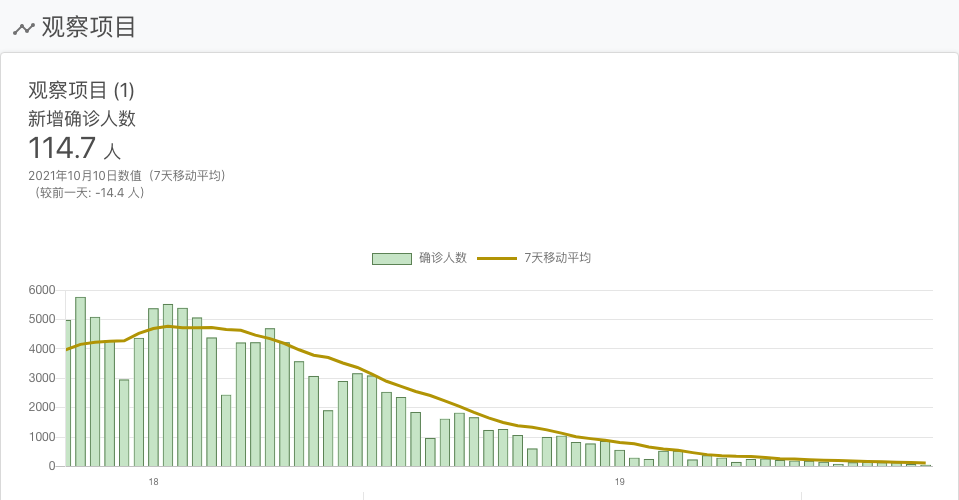 观察项目
观察项目 (1)
新增确诊人数
114.7 人
2021年10月10日数值（7天移动平均）
（较前一天: -14.4 人）
确诊人数 7天移动平均
6000
5000
4000
3000
2000
1000
0
18 19